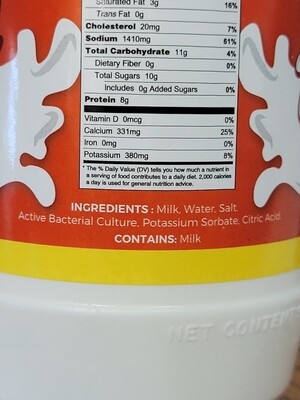 Saturated Fat 3g 16%
Trans Fat 0g
Cholesterol 20mg 7%
Sodium 1410mg 61%
Total Carbohydrate 11g 4%
Dietary Fiber 0g 0%
Total Sugars 10g
Includes 0g Added Sugars 0%
Protein 8g
Vitamin D 0mcg 0%
Calcium 331mg 25%
Iron 0mg 0%
Potassium 380mg 8%
* The % Daily Value (DV) tells you how much a nutrient in
a serving of food contributes to a daily diet. 2,000 calories
a day is used for general nutrition advice.
INGREDIENTS : Milk, Water, Salt,
Active Bacterial Culture, Potassium Sorbate, Citric Acid.
CONTAINS: Milk
NET CONTENTS